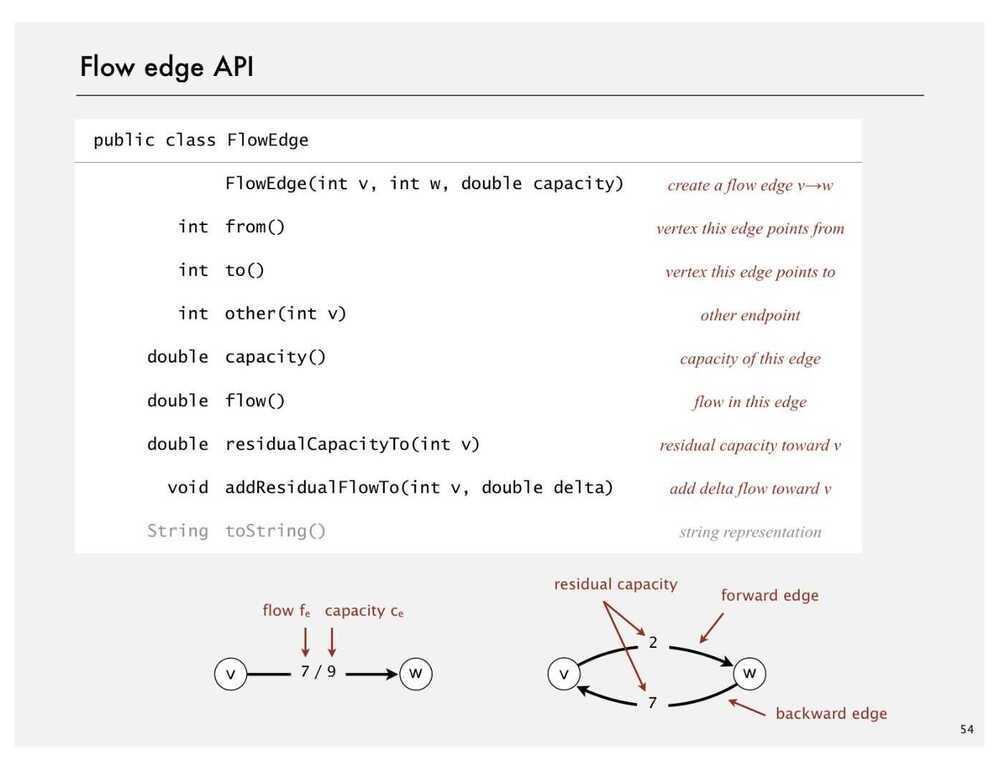 Flow edge API
public class FlowEdge
FlowEdge(int v, int w, double capacity) create a flow edge v→w
int from() vertex this edge points from
int to() vertex this edge points to
int other(int v) other endpoint
double capacity() capacity of this edge
double flow() flow in this edge
double residualCapacityTo(int v) residual capacity toward v
void addResidualFlowTo(int v, double delta) add delta flow toward v
String toString() string representation
flow fₑ capacity cₑ
v 7 / 9 w
residual capacity
forward edge
2
v w
7
backward edge
54